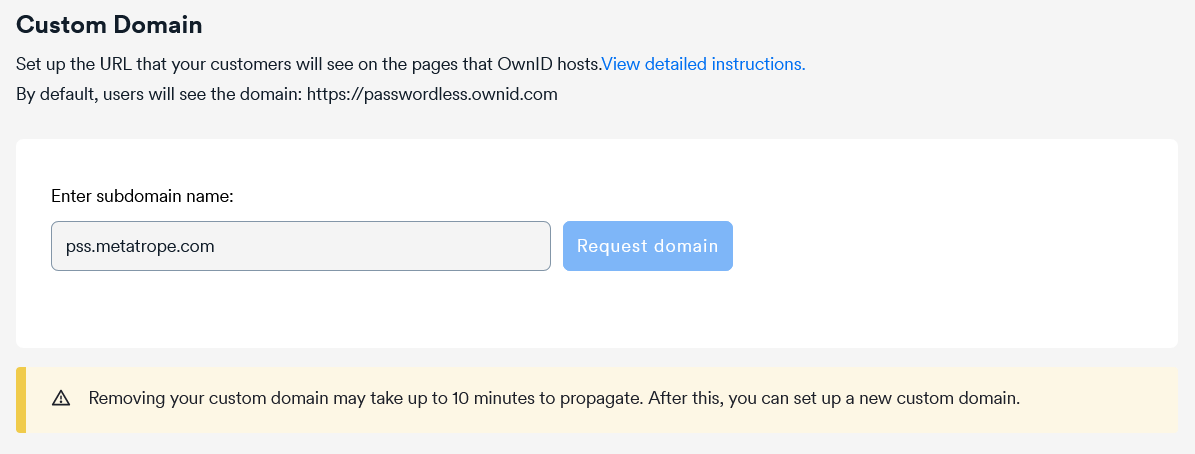 Custom Domain
Set up the URL that your customers will see on the pages that OwnID hosts.View detailed instructions.
By default, users will see the domain: https://passwordless.ownid.com
Enter subdomain name:
pss.metatrope.com
Request domain
Removing your custom domain may take up to 10 minutes to propagate. After this, you can set up a new custom domain.